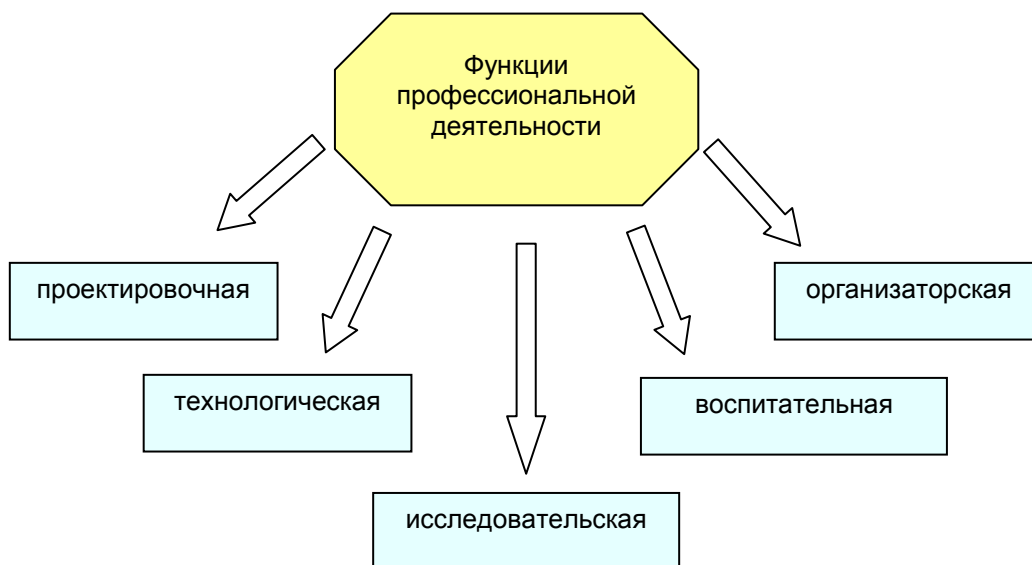 Функции
профессиональной
деятельности
проектировочная
организаторская
технологическая
воспитательная
исследовательская